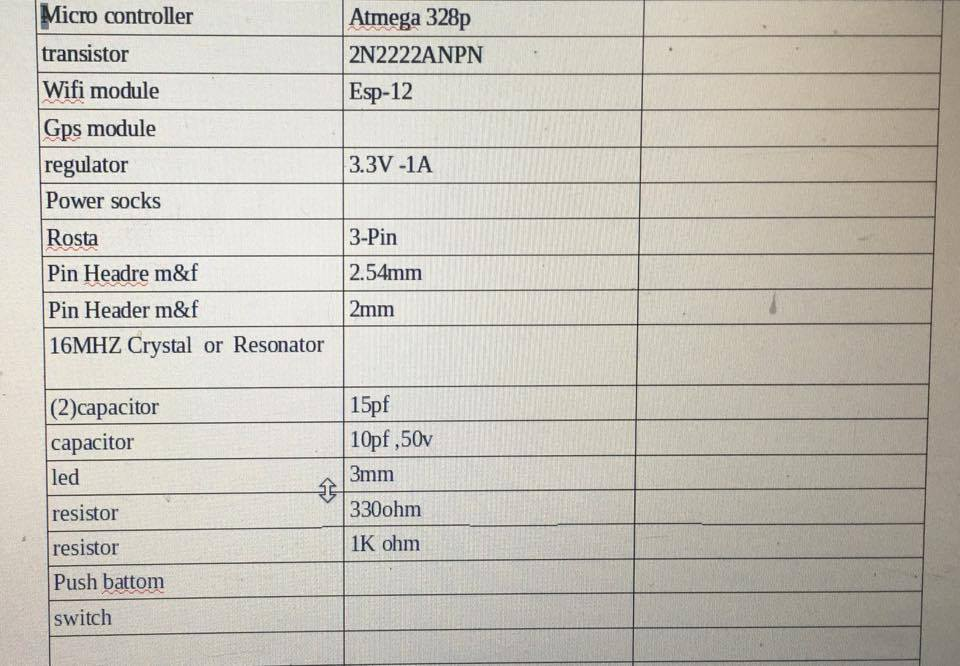 Micro controller Atmega 328p
transistor 2N2222ANPN
Wifi module Esp-12
Gps module
regulator 3.3V -1A
Power socks
Rosta 3-Pin
Pin Headre m&f 2.54mm
Pin Header m&f 2mm
16MHZ Crystal or Resonator
(2)capacitor 15pf
capacitor 10pf ,50v
led 3mm
resistor 330ohm
resistor 1K ohm
Push battom
switch